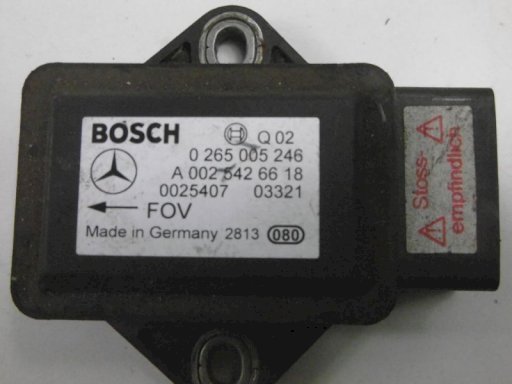 BOSCH Q 02
0 265 005 246
A 002 542 66 18
0025407 03321
FOV
Made in Germany 2813 080
Stoss-
empfindlich